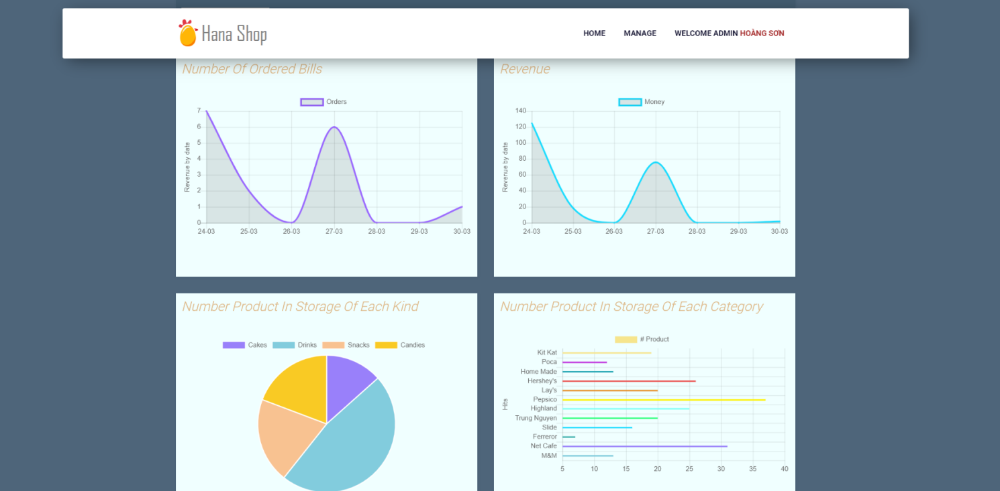 Hana Shop
HOME MANAGE WELCOME ADMIN HOÀNG SƠN
Number Of Ordered Bills
Orders
Revenue by date
7
6
5
4
3
2
1
0
24-03 25-03 26-03 27-03 28-03 29-03 30-03
Revenue
Money
Revenue by date
140
120
100
80
60
40
20
0
24-03 25-03 26-03 27-03 28-03 29-03 30-03
Number Product In Storage Of Each Kind
Cakes Drinks Snacks Candies
Number Product In Storage Of Each Category
# Product
Hits
Kit Kat
Poca
Home Made
Hershey's
Lay's
Pepsico
Highland
Trung Nguyen
Slide
Ferreror
Net Cafe
M&M
5 10 15 20 25 30 35 40